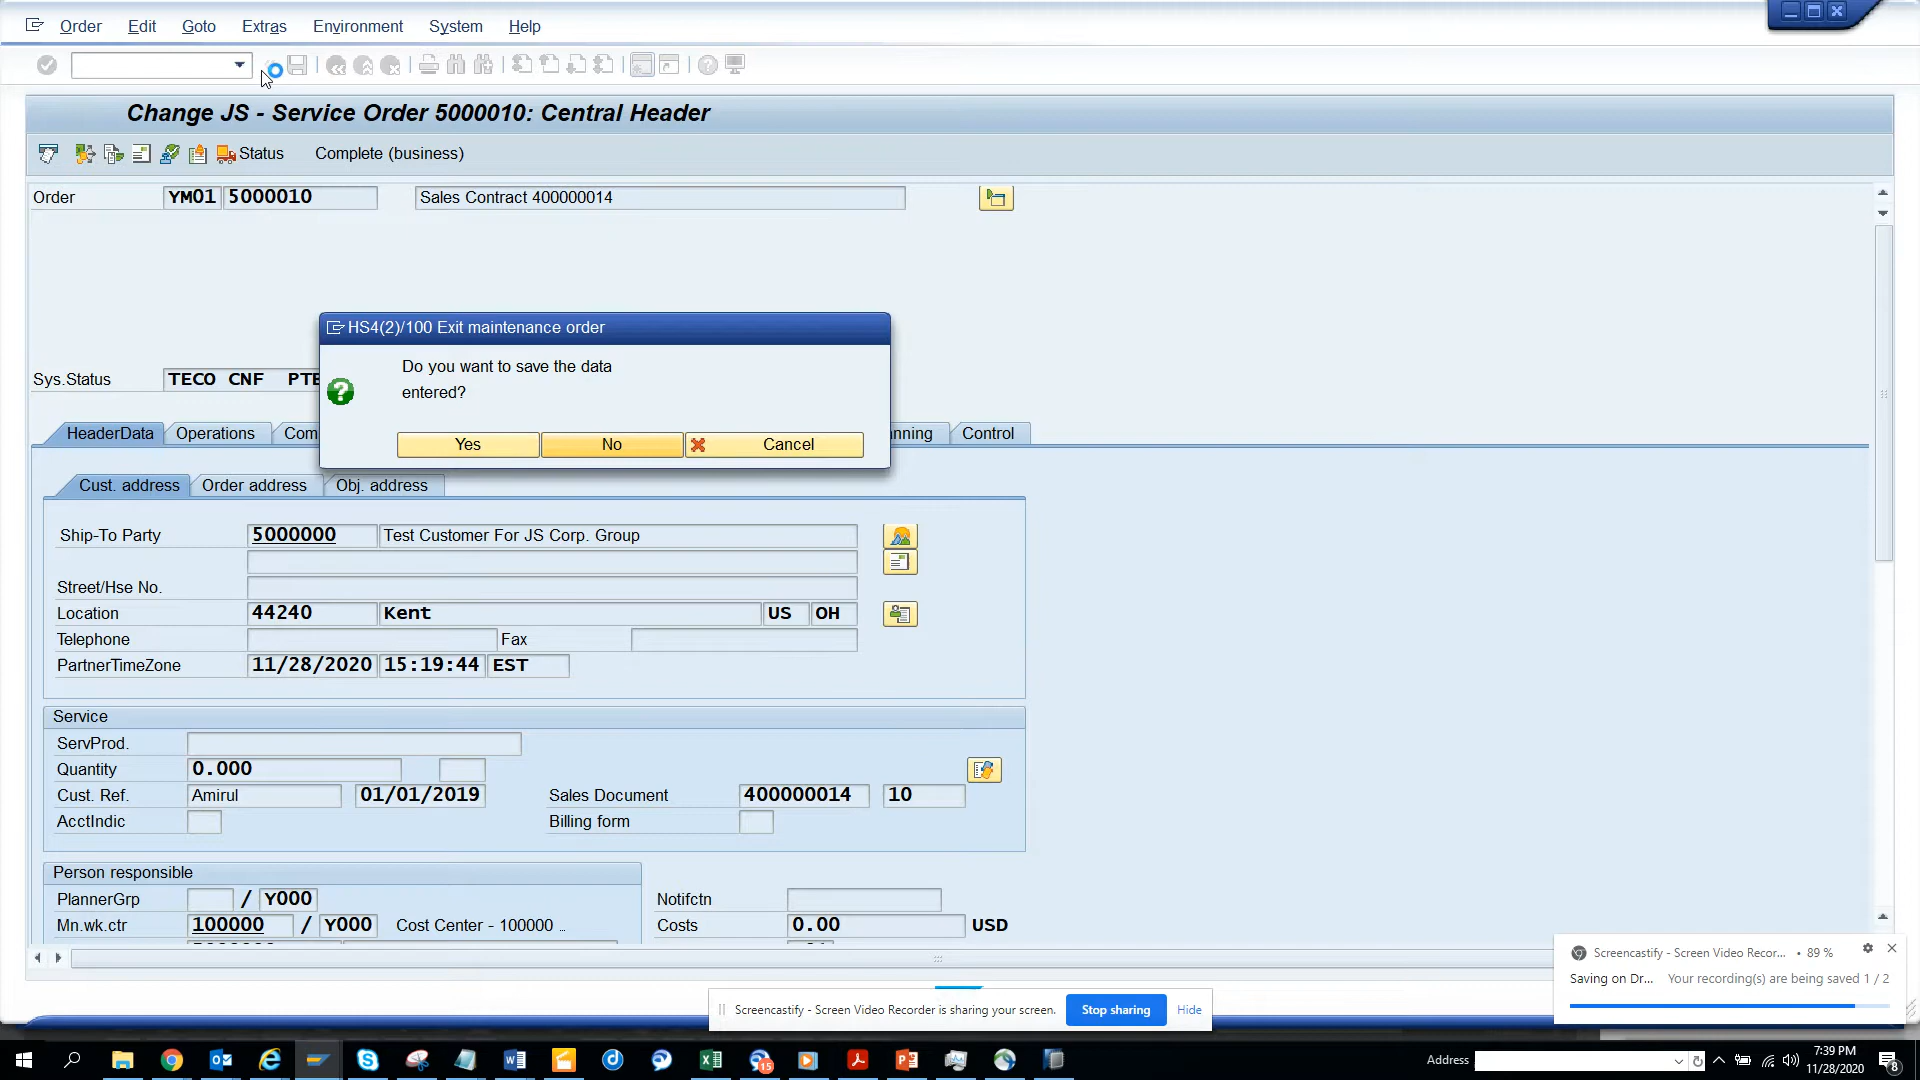 Order Edit Goto Extras Environment System Help
Change JS - Service Order 5000010: Central Header
Status Complete (business)
Order YM01 5000010 Sales Contract 400000014
HS4(2)/100 Exit maintenance order
Do you want to save the data
entered?
Sys.Status TECO CNF
Yes No Cancel
HeaderData Operations Control
Cust. address Order address Obj. address
Ship-To Party 5000000 Test Customer For JS Corp. Group
Street/Hse No.
Location 44240 Kent US OH
Telephone Fax
PartnerTimeZone 11/28/2020 15:19:44 EST
Service
ServProd.
Quantity 0.000
Cust. Ref. Amirul 01/01/2019 Sales Document 400000014 10
AcctIndic Billing form
Person responsible
PlannerGrp / Y000 Notifctn
Mn.wk.ctr 100000 / Y000 Cost Center - 100000 … Costs 0.00 USD
Screencastify - Screen Video Recor... • 89 %
Saving on Dr... Your recording(s) are being saved 1 / 2
Screencastify - Screen Video Recorder is sharing your screen. Stop sharing Hide
15
Address
7:39 PM
11/28/2020
8